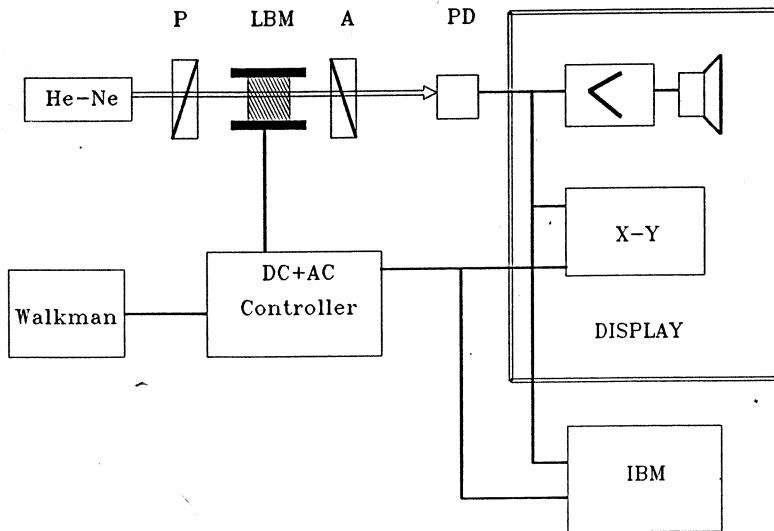 P
LBM
A
PD
He-Ne
X-Y
DC+AC
Controller
Walkman
DISPLAY
IBM